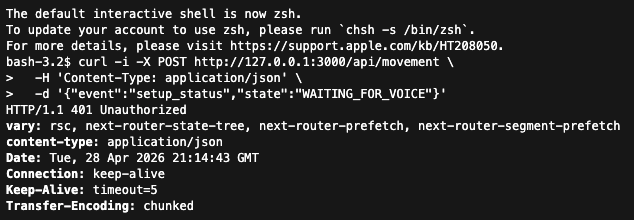 The default interactive shell is now zsh.
To update your account to use zsh, please run `chsh -s /bin/zsh`.
For more details, please visit https://support.apple.com/kb/HT208050.
bash-3.2$ curl -i -X POST http://127.0.0.1:3000/api/movement \
>   -H 'Content-Type: application/json' \
>   -d '{"event":"setup_status","state":"WAITING_FOR_VOICE"}'
HTTP/1.1 401 Unauthorized
vary: rsc, next-router-state-tree, next-router-prefetch, next-router-segment-prefetch
content-type: application/json
Date: Tue, 28 Apr 2026 21:14:43 GMT
Connection: keep-alive
Keep-Alive: timeout=5
Transfer-Encoding: chunked